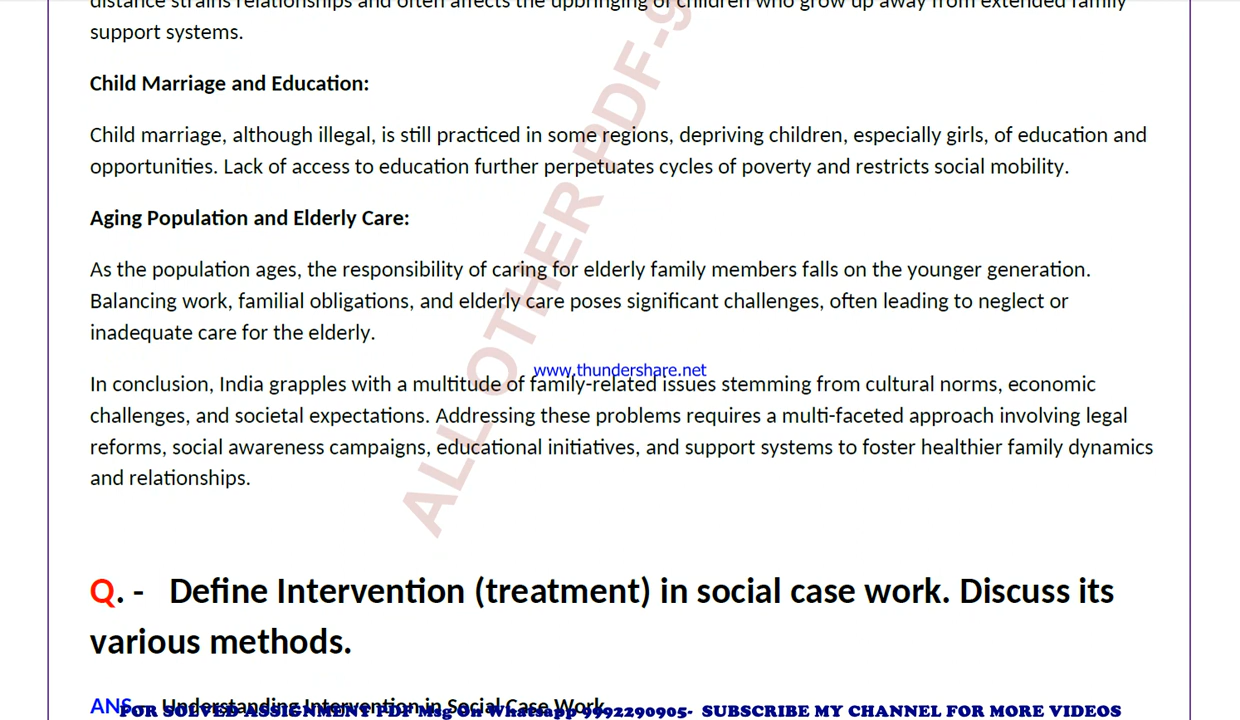 distance strains relationships and often affects the upbringing of children who grow up away from extended family
support systems.
Child Marriage and Education:
Child marriage, although illegal, is still practiced in some regions, depriving children, especially girls, of education and
opportunities. Lack of access to education further perpetuates cycles of poverty and restricts social mobility.
Aging Population and Elderly Care:
As the population ages, the responsibility of caring for elderly family members falls on the younger generation.
Balancing work, familial obligations, and elderly care poses significant challenges, often leading to neglect or
inadequate care for the elderly.
www.thundershare.net
In conclusion, India grapples with a multitude of family-related issues stemming from cultural norms, economic
challenges, and societal expectations. Addressing these problems requires a multi-faceted approach involving legal
reforms, social awareness campaigns, educational initiatives, and support systems to foster healthier family dynamics
and relationships.
ALL OTHER PDF-9
Q. - Define Intervention (treatment) in social case work. Discuss its
various methods.
ANS Understanding Intervention in Social Case Work
FOR SOLVED ASSIGNMENT PDF Msg On Whatsapp 9992290905- SUBSCRIBE MY CHANNEL FOR MORE VIDEOS